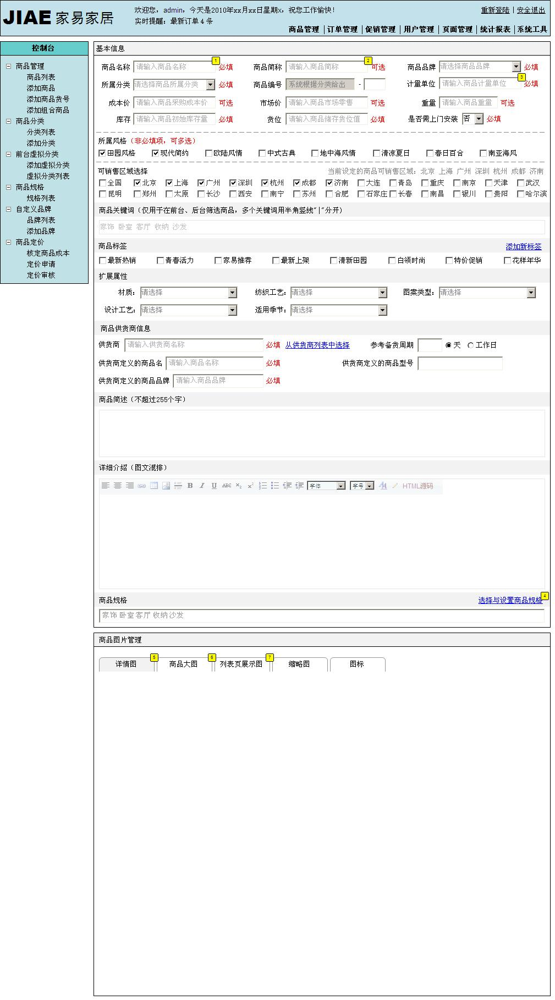 JIAE 家易家居
欢迎您，admin，今天是2010年xx月xx日星期x，祝您工作愉快！
重新登陆 | 安全退出
实时提醒：最新订单 4 条
商品管理 | 订单管理 | 促销管理 | 用户管理 | 页面管理 | 统计报表 | 系统工具
控制台
商品管理
商品列表
添加商品
添加商品货号
添加组合商品
商品分类
分类列表
添加分类
前台虚拟分类
添加虚拟分类
虚拟分类列表
商品规格
规格列表
自定义品牌
品牌列表
添加品牌
商品定价
核定商品成本
定价申请
定价审核
基本信息
商品名称 请输入商品名称 1 必填 商品简称 请输入商品简称 2 可选 商品品牌 请选择商品品牌 必填
所属分类 请选择商品所属分类 必填 商品编号 系统根据分类给出 - 计量单位 请输入商品计量单位 3 必填
成本价 请输入商品采购成本价 可选 市场价 请输入商品市场零售 可选 重量 请输入商品重量 可选
库存 请输入商品初始库存量 必填 货位 请输入商品储存货位值 必填 是否需上门安装 否 必填
所属风格（非必填项，可多选）
田园风格 现代简约 欧陆风情 中式古典 地中海风情 清凉夏日 春日百合 南亚海风
可销售区域选择 当前设定的商品可销售区域：北京 上海 广州 深圳 杭州 成都 济南
全国 北京 上海 广州 深圳 杭州 成都 济南 大连 青岛 重庆 南京 天津 武汉
昆明 郑州 太原 长沙 西安 南宁 苏州 合肥 石家庄 长春 南昌 银川 贵阳 哈尔滨
商品关键词（仅用于在前台、后台筛选商品，多个关键词用半角竖线“|”分开）
家饰 卧室 客厅 收纳 沙发
商品标签 添加新标签
最新热销 青春活力 家易推荐 最新上架 清新田园 白领时尚 特价促销 花样年华
扩展属性
材质： 请选择 纺织工艺： 请选择 图案类型： 请选择
设计工艺： 请选择 适用季节： 请选择
商品供货商信息
供货商 请输入供货商名称 必填 从供货商列表中选择 参考备货周期 天 工作日
供货商定义的商品名 请输入商品名称 必填 供货商定义的商品型号
供货商定义的商品品牌 请输入商品品牌 必填
商品简述（不超过255个字）
详细介绍（图文混排）
B I U ABC X₂ X² 字体 字号 HTML源码
商品规格 选择与设置商品规格 4
家饰 卧室 客厅 收纳 沙发
商品图片管理
详情图 5 商品大图 6 列表页展示图 7 缩略图 图标